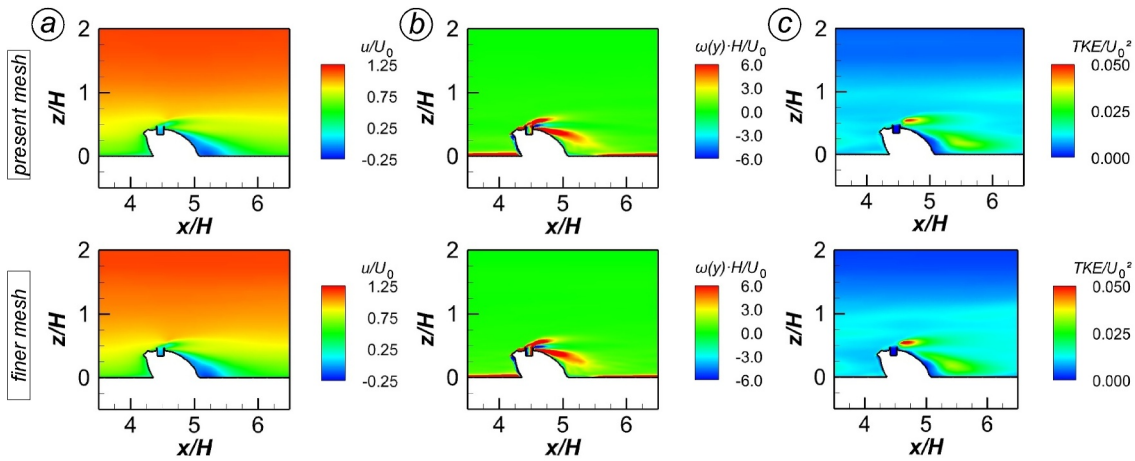 a
b
c
present mesh
u/U₀
1.25
0.75
0.25
-0.25
z/H
2
1
0
4
5
6
x/H
ω(y)·H/U₀
6.0
3.0
0.0
-3.0
-6.0
z/H
2
1
0
4
5
6
x/H
TKE/U₀²
0.050
0.025
0.000
z/H
2
1
0
4
5
6
x/H
finer mesh
u/U₀
1.25
0.75
0.25
-0.25
z/H
2
1
0
4
5
6
x/H
ω(y)·H/U₀
6.0
3.0
0.0
-3.0
-6.0
z/H
2
1
0
4
5
6
x/H
TKE/U₀²
0.050
0.025
0.000
z/H
2
1
0
4
5
6
x/H